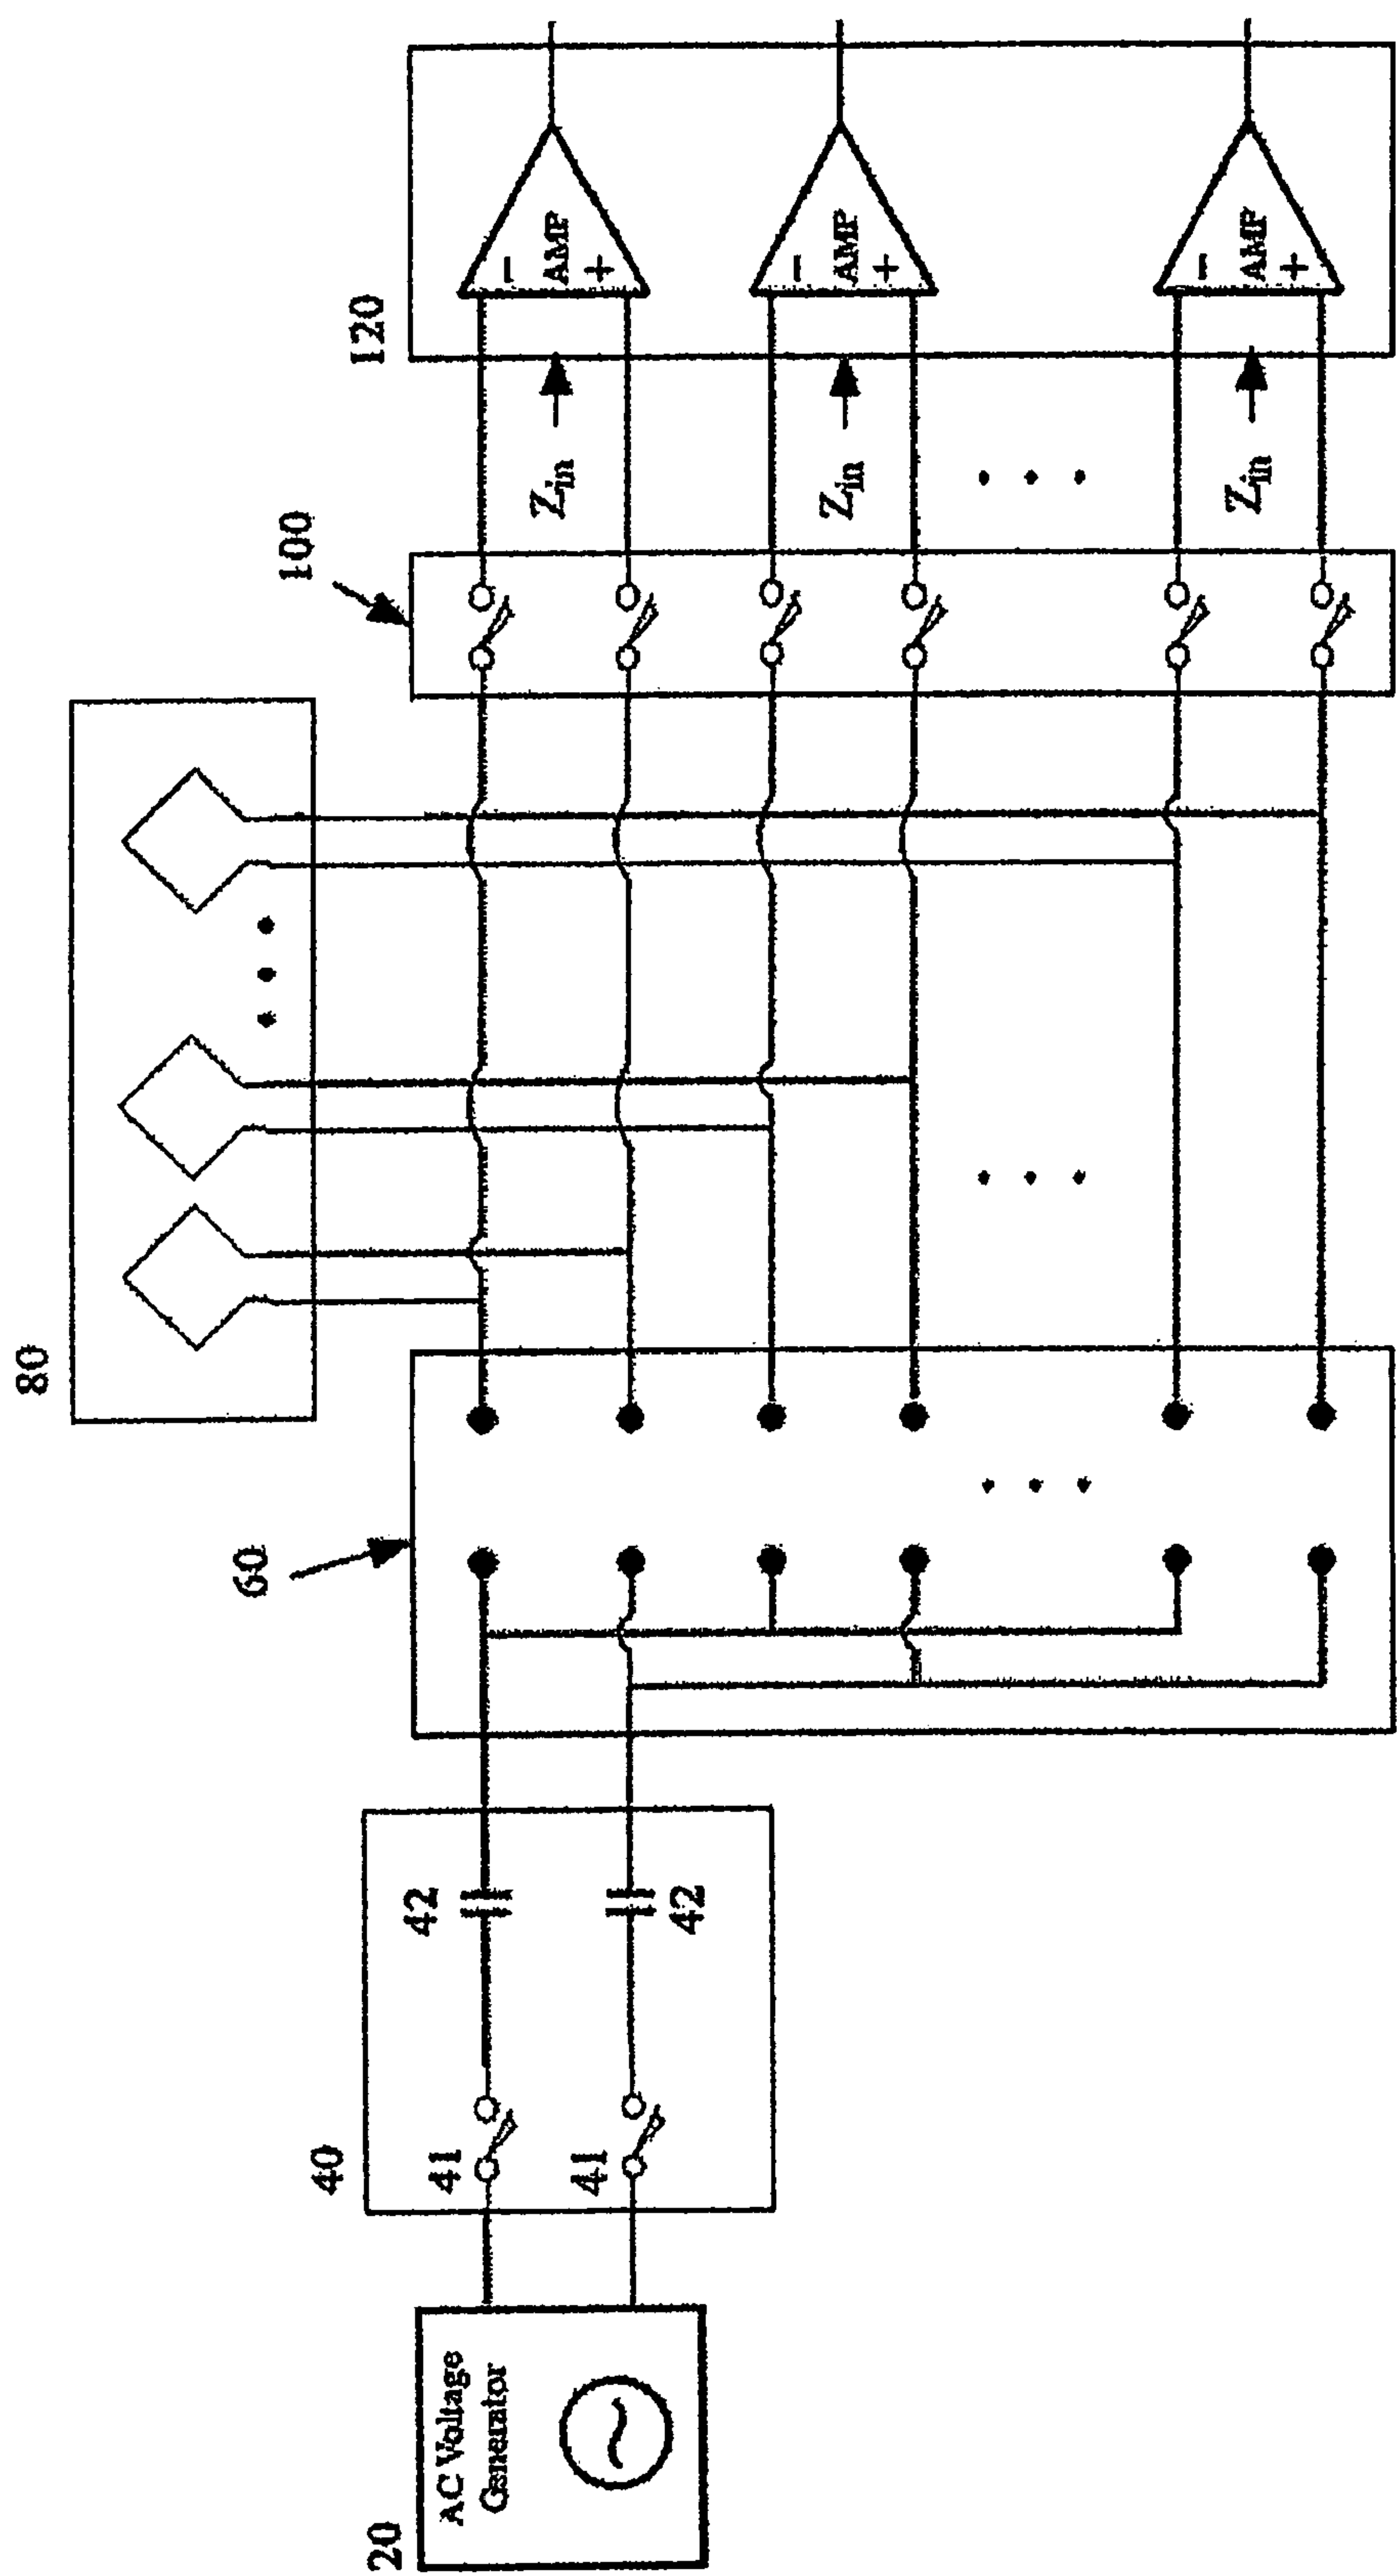 20
AC Voltage
Generator
40
41
41
42
42
60
80
100
Zin
Zin
Zin
120
−
AMP
+
−
AMP
+
−
AMP
+